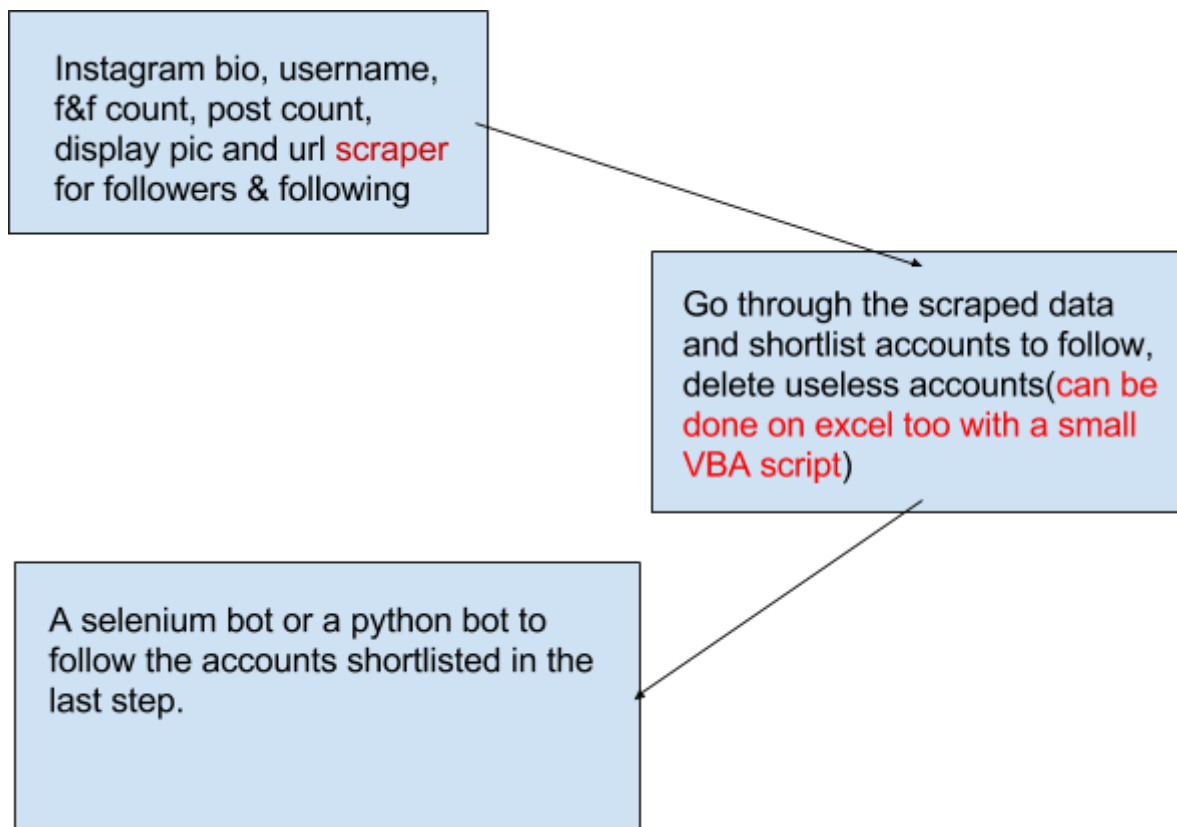 Instagram bio, username,
f&f count, post count,
display pic and url scraper
for followers & following
Go through the scraped data
and shortlist accounts to follow,
delete useless accounts(can be
done on excel too with a small
VBA script)
A selenium bot or a python bot to
follow the accounts shortlisted in the
last step.